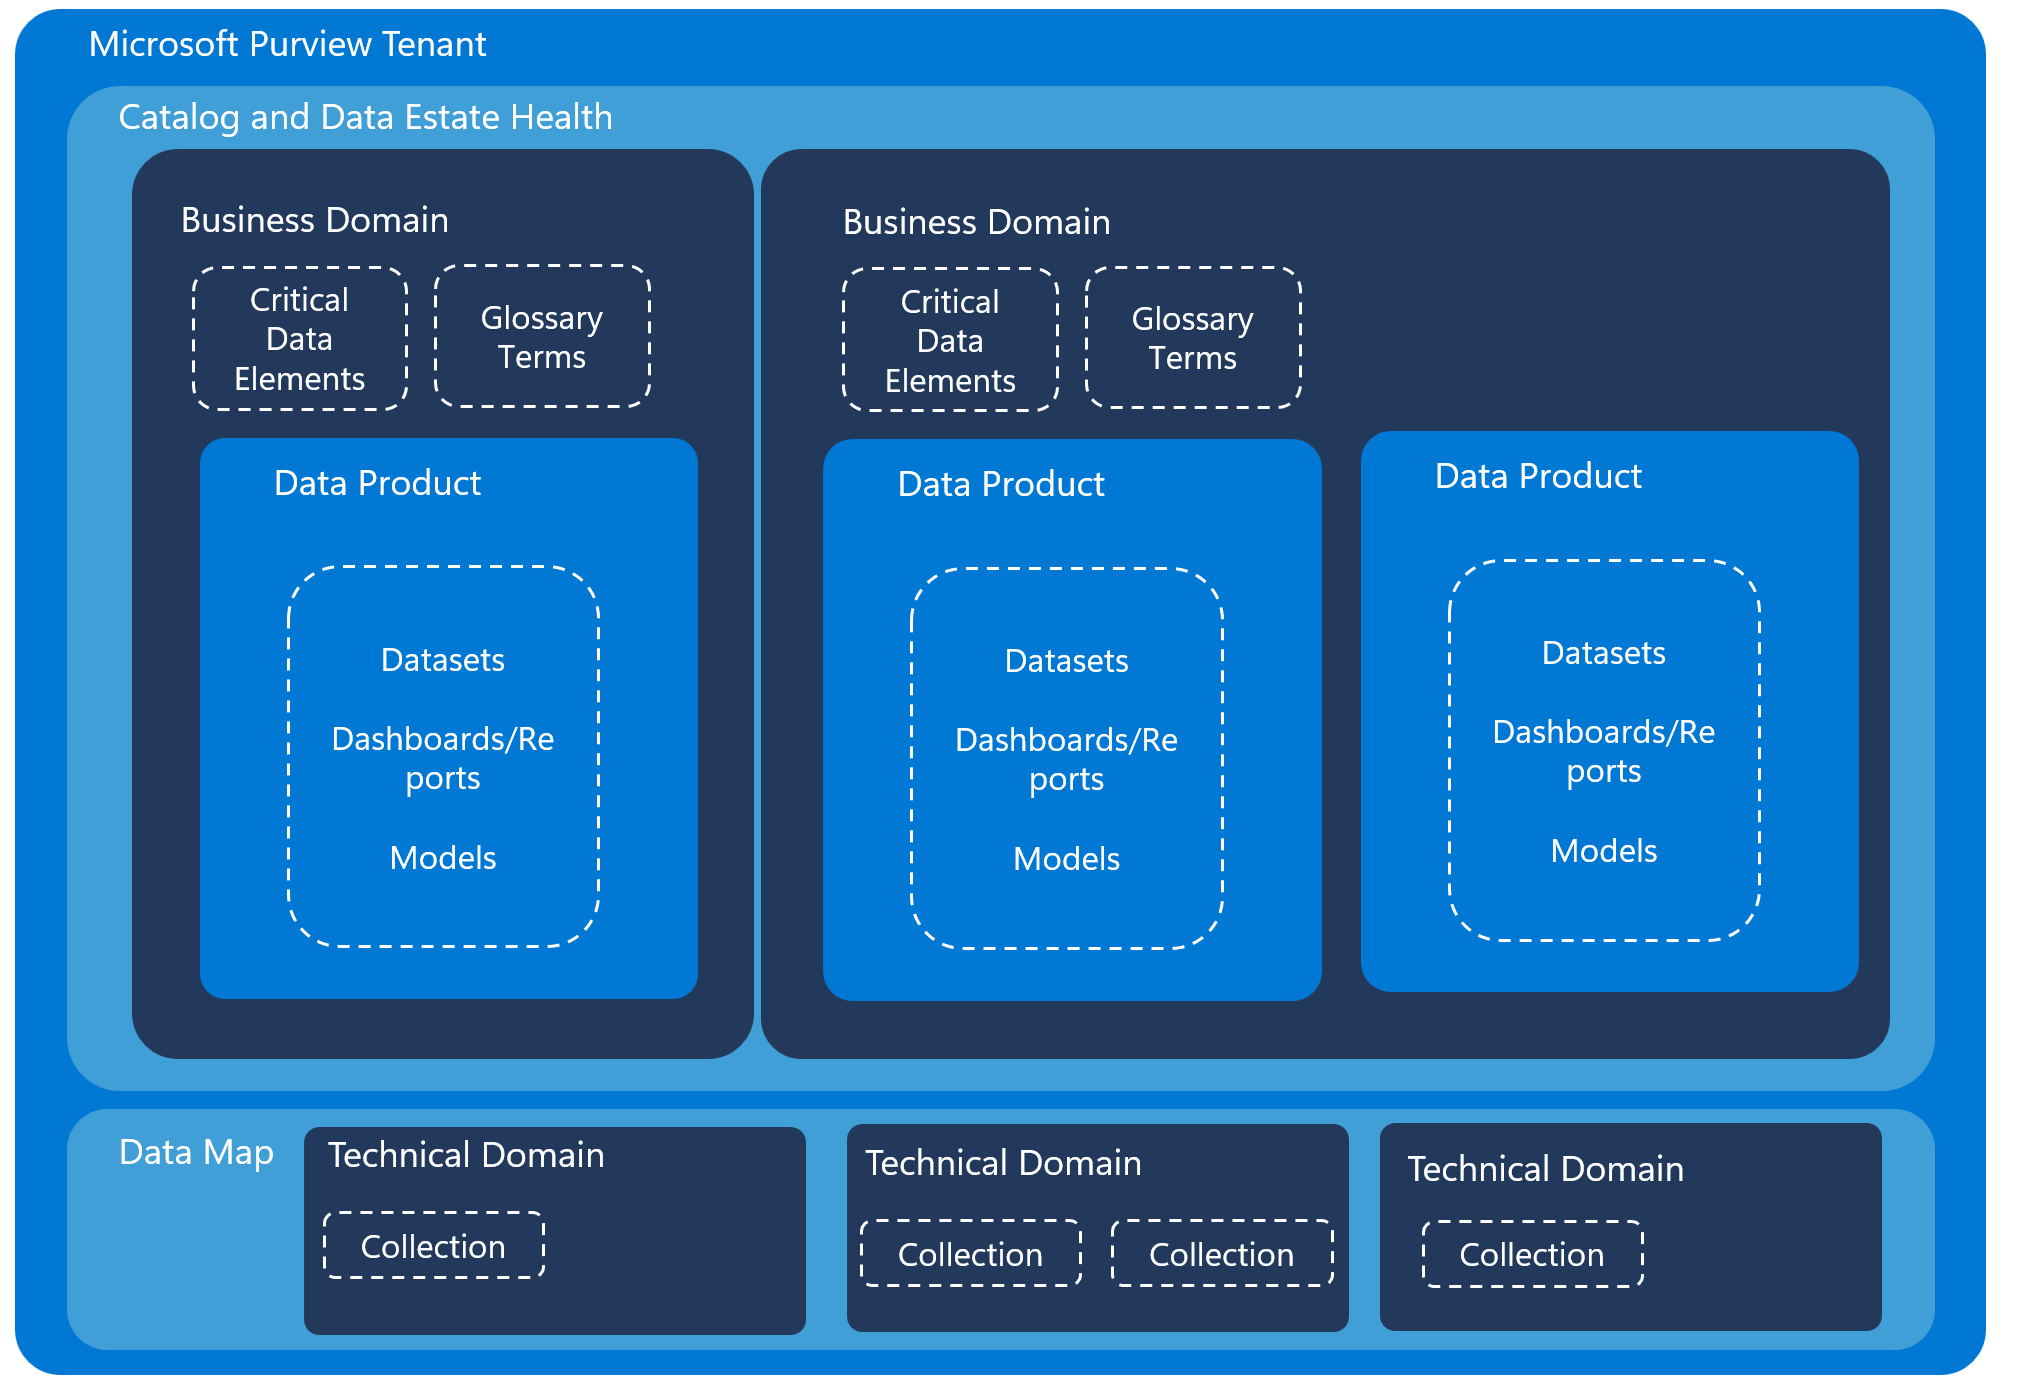 Microsoft Purview Tenant
Catalog and Data Estate Health
Business Domain
Critical
Data
Elements
Glossary
Terms
Data Product
Datasets
Dashboards/Re
ports
Models
Business Domain
Critical
Data
Elements
Glossary
Terms
Data Product
Datasets
Dashboards/Re
ports
Models
Data Product
Datasets
Dashboards/Re
ports
Models
Data Map
Technical Domain
Collection
Technical Domain
Collection
Collection
Technical Domain
Collection